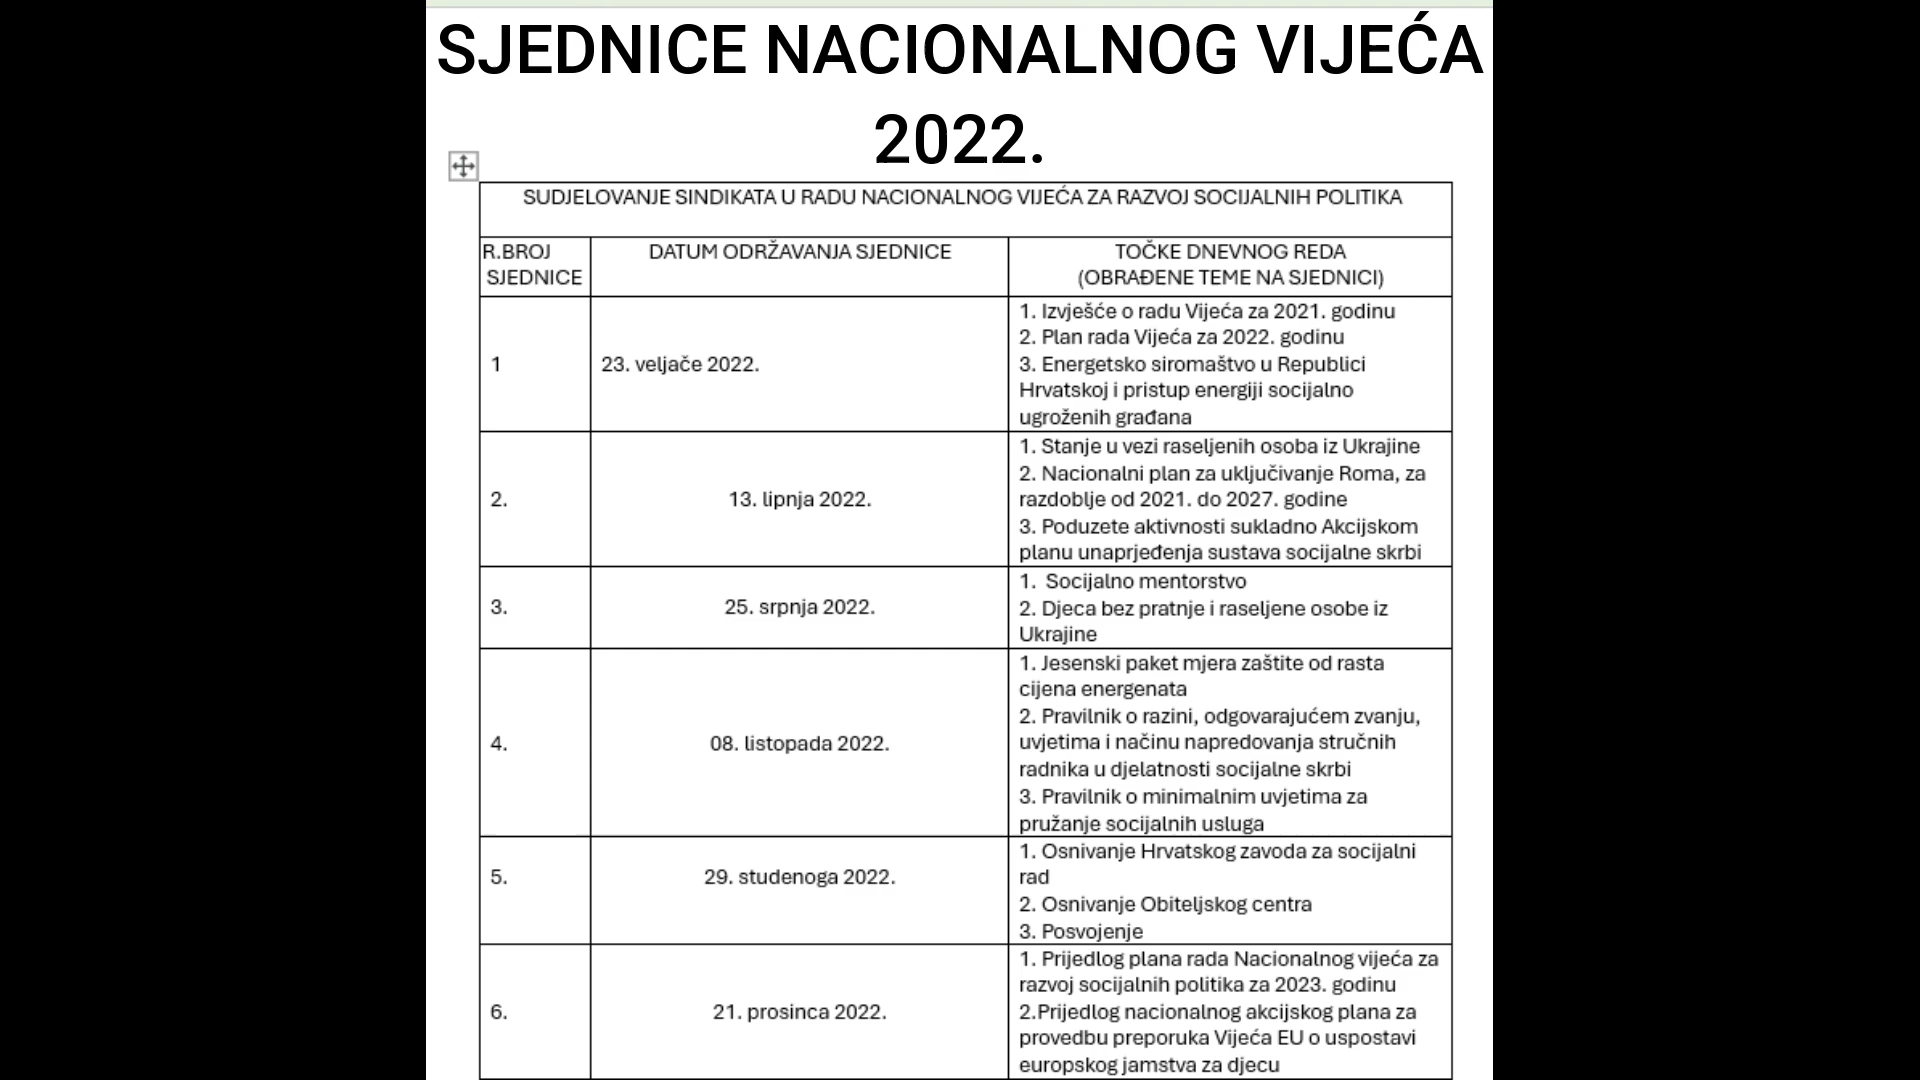 SJEDNICE NACIONALNOG VIJEĆA
2022.
SUDJELOVANJE SINDIKATA U RADU NACIONALNOG VIJEĆA ZA RAZVOJ SOCIJALNIH POLITIKA
R.BROJ
SJEDNICE
DATUM ODRŽAVANJA SJEDNICE
TOČKE DNEVNOG REDA
(OBRAĐENE TEME NA SJEDNICI)
1
23. veljače 2022.
1. Izvješće o radu Vijeća za 2021. godinu
2. Plan rada Vijeća za 2022. godinu
3. Energetsko siromaštvo u Republici
Hrvatskoj i pristup energiji socijalno
ugroženih građana
2.
13. lipnja 2022.
1. Stanje u vezi raseljenih osoba iz Ukrajine
2. Nacionalni plan za uključivanje Roma, za
razdoblje od 2021. do 2027. godine
3. Poduzete aktivnosti sukladno Akcijskom
planu unaprjeđenja sustava socijalne skrbi
3.
25. srpnja 2022.
1. Socijalno mentorstvo
2. Djeca bez pratnje i raseljene osobe iz
Ukrajine
4.
08. listopada 2022.
1. Jesenski paket mjera zaštite od rasta
cijena energenata
2. Pravilnik o razini, odgovarajućem zvanju,
uvjetima i načinu napredovanja stručnih
radnika u djelatnosti socijalne skrbi
3. Pravilnik o minimalnim uvjetima za
pružanje socijalnih usluga
5.
29. studenoga 2022.
1. Osnivanje Hrvatskog zavoda za socijalni
rad
2. Osnivanje Obiteljskog centra
3. Posvojenje
6.
21. prosinca 2022.
1. Prijedlog plana rada Nacionalnog vijeća za
razvoj socijalnih politika za 2023. godinu
2.Prijedlog nacionalnog akcijskog plana za
provedbu preporuka Vijeća EU o uspostavi
europskog jamstva za djecu